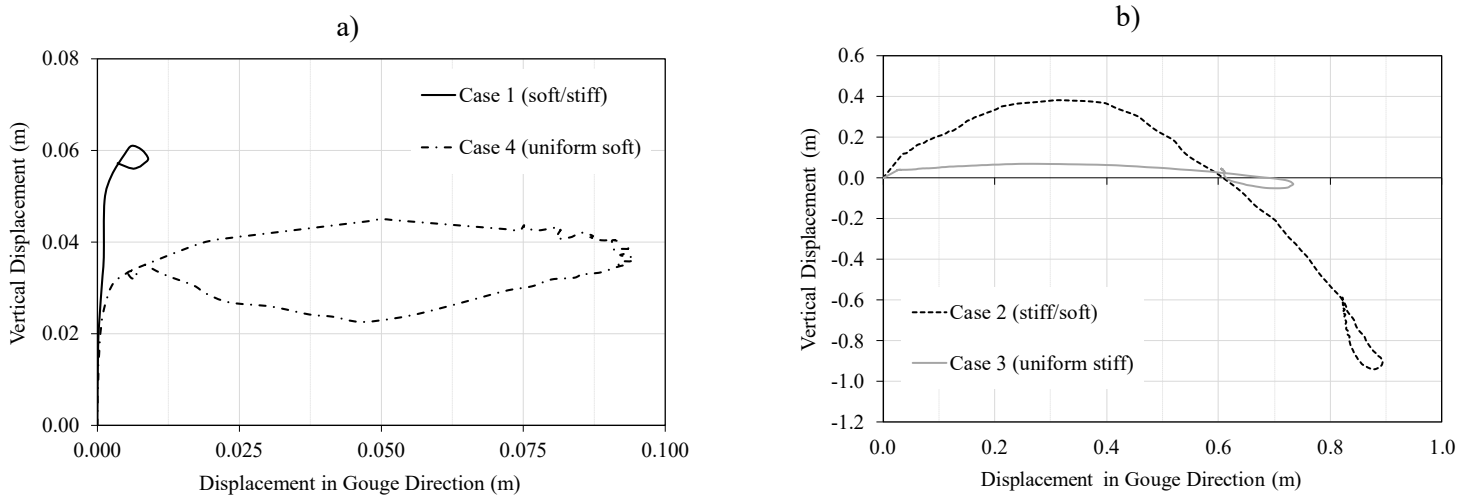 a)
0.08
0.06
0.04
0.02
0.00
Vertical Displacement (m)
Case 1 (soft/stiff)
Case 4 (uniform soft)
0.000
0.025
0.050
0.075
0.100
Displacement in Gouge Direction (m)
b)
0.6
0.4
0.2
0.0
-0.2
-0.4
-0.6
-0.8
-1.0
-1.2
Vertical Displacement (m)
Case 2 (stiff/soft)
Case 3 (uniform stiff)
0.0
0.2
0.4
0.6
0.8
1.0
Displacement in Gouge Direction (m)